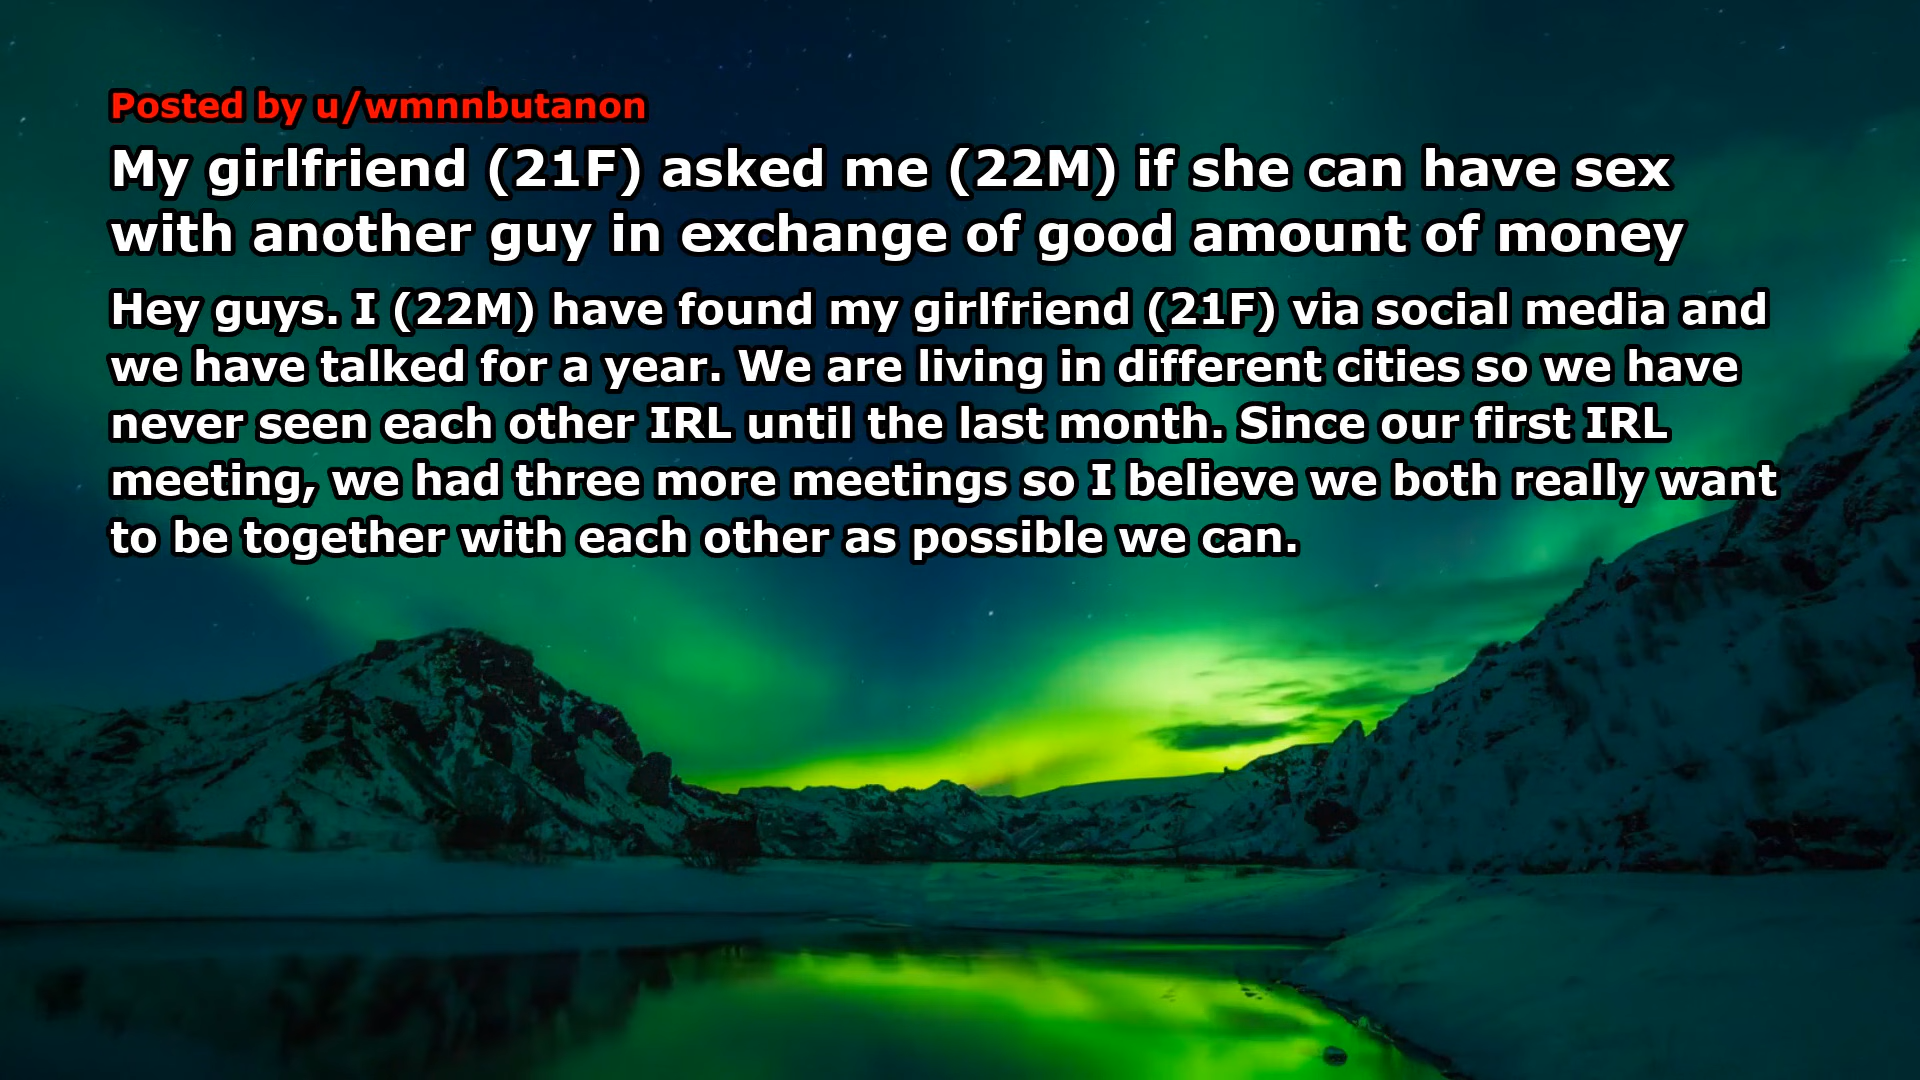 Posted by u/wmnnbutanon
My girlfriend (21F) asked me (22M) if she can have sex
with another guy in exchange of good amount of money
Hey guys. I (22M) have found my girlfriend (21F) via social media and
we have talked for a year. We are living in different cities so we have
never seen each other IRL until the last month. Since our first IRL
meeting, we had three more meetings so I believe we both really want
to be together with each other as possible we can.